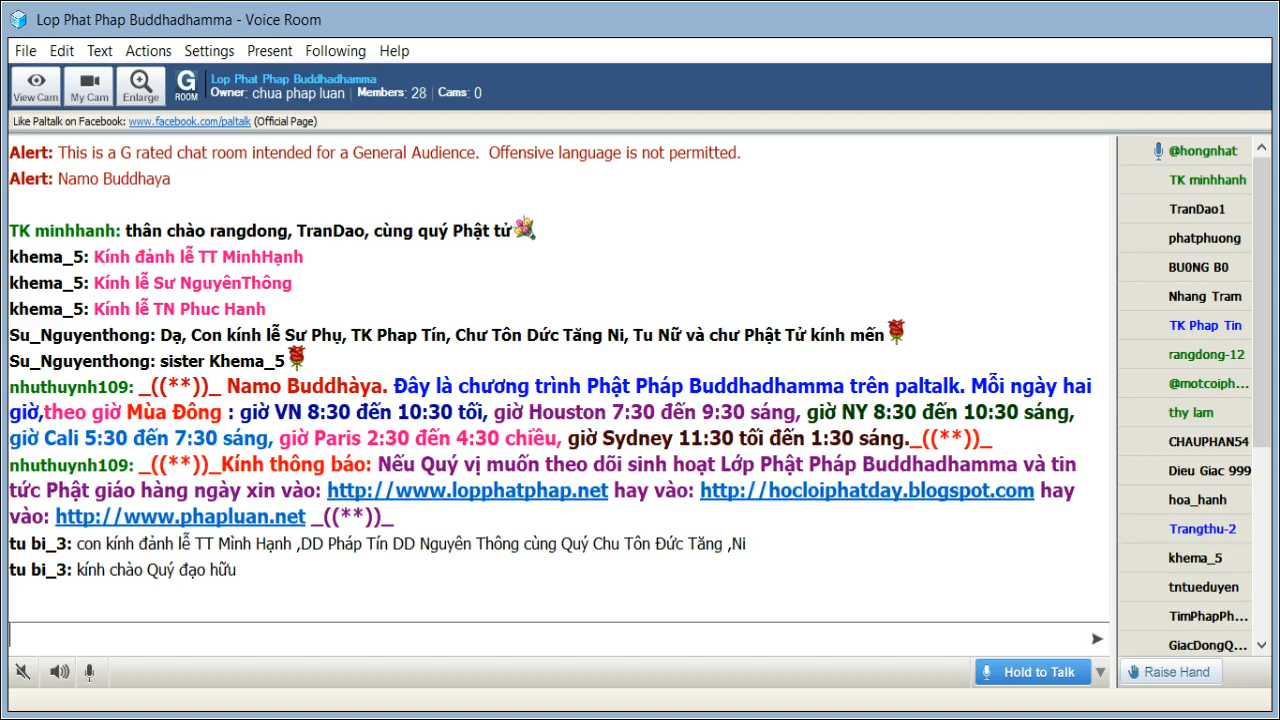 Lop Phat Phap Buddhadhamma - Voice Room
File Edit Text Actions Settings Present Following Help
View Cam My Cam Enlarge G ROOM
Lop Phat Phap Buddhadhamma
Owner: chua phap luan Members: 28 Cams: 0
Like Paltalk on Facebook: www.facebook.com/paltalk (Official Page)
Alert: This is a G rated chat room intended for a General Audience. Offensive language is not permitted.
Alert: Namo Buddhaya
TK minhhanh: thân chào rangdong, TranDao, cùng quý Phật tử
khema_5: Kính đảnh lễ TT MinhHạnh
khema_5: Kính lễ Sư NguyênThông
khema_5: Kính lễ TN Phuc Hanh
Su_Nguyenthong: Dạ, Con kính lễ Sư Phụ, TK Phap Tín, Chư Tôn Dức Tăng Ni, Tu Nữ và chư Phật Tử kính mến
Su_Nguyenthong: sister Khema_5
nhuthuynh109: _((**))_ Namo Buddhàya. Đây là chương trình Phật Pháp Buddhadhamma trên paltalk. Mỗi ngày hai
giờ,theo giờ Mùa Đông : giờ VN 8:30 đến 10:30 tối, giờ Houston 7:30 đến 9:30 sáng, giờ NY 8:30 đến 10:30 sáng,
giờ Cali 5:30 đến 7:30 sáng, giờ Paris 2:30 đến 4:30 chiều, giờ Sydney 11:30 tối đến 1:30 sáng._((**))_
nhuthuynh109: _((**))_Kính thông báo: Nếu Quý vị muốn theo dõi sinh hoạt Lớp Phật Pháp Buddhadhamma và tin
tức Phật giáo hàng ngày xin vào: http://www.lopphatphap.net hay vào: http://hocloiphatday.blogspot.com hay
vào: http://www.phapluan.net _((**))_
tu bi_3: con kính đảnh lễ TT Mình Hạnh ,DD Pháp Tín DD Nguyên Thông cùng Quý Chu Tôn Đức Tăng ,Ni
tu bi_3: kính chào Quý đạo hữu
@hongnhat
TK minhhanh
TranDao1
phatphuong
BU0NG B0
Nhang Tram
TK Phap Tin
rangdong-12
@motcoiph...
thy lam
CHAUPHAN54
Dieu Giac 999
hoa_hanh
Trangthu-2
khema_5
tntueduyen
TimPhapPh...
GiacDongQ...
Hold to Talk
Raise Hand